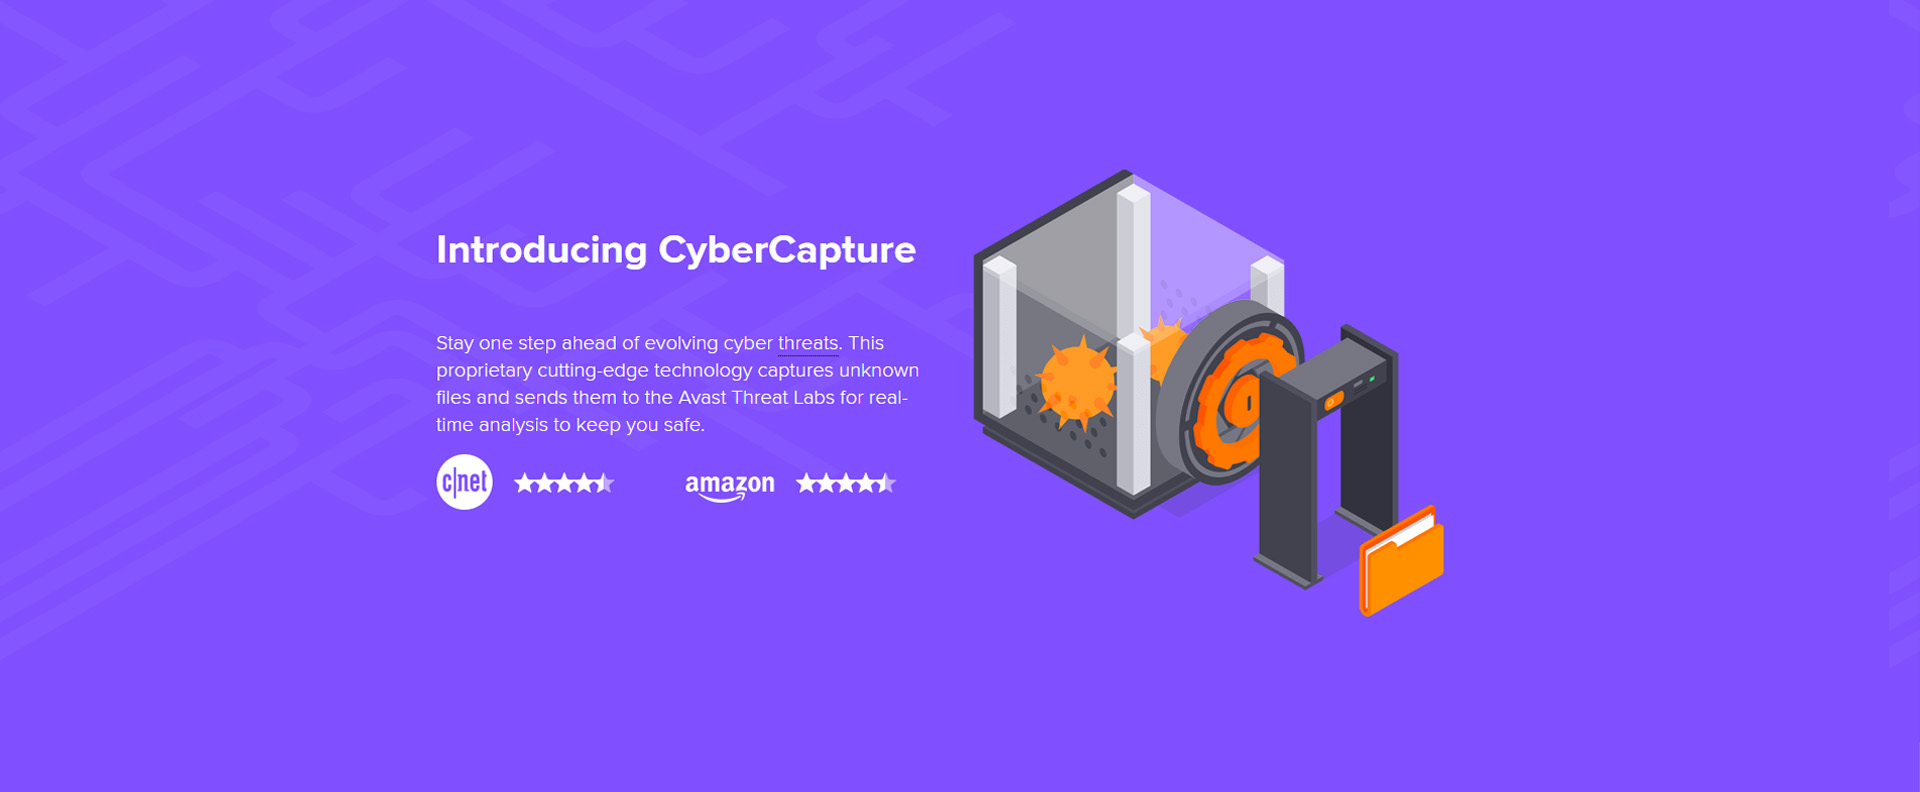 Introducing CyberCapture
Stay one step ahead of evolving cyber threats. This
proprietary cutting-edge technology captures unknown
files and sends them to the Avast Threat Labs for real-
time analysis to keep you safe.
c|net
amazon